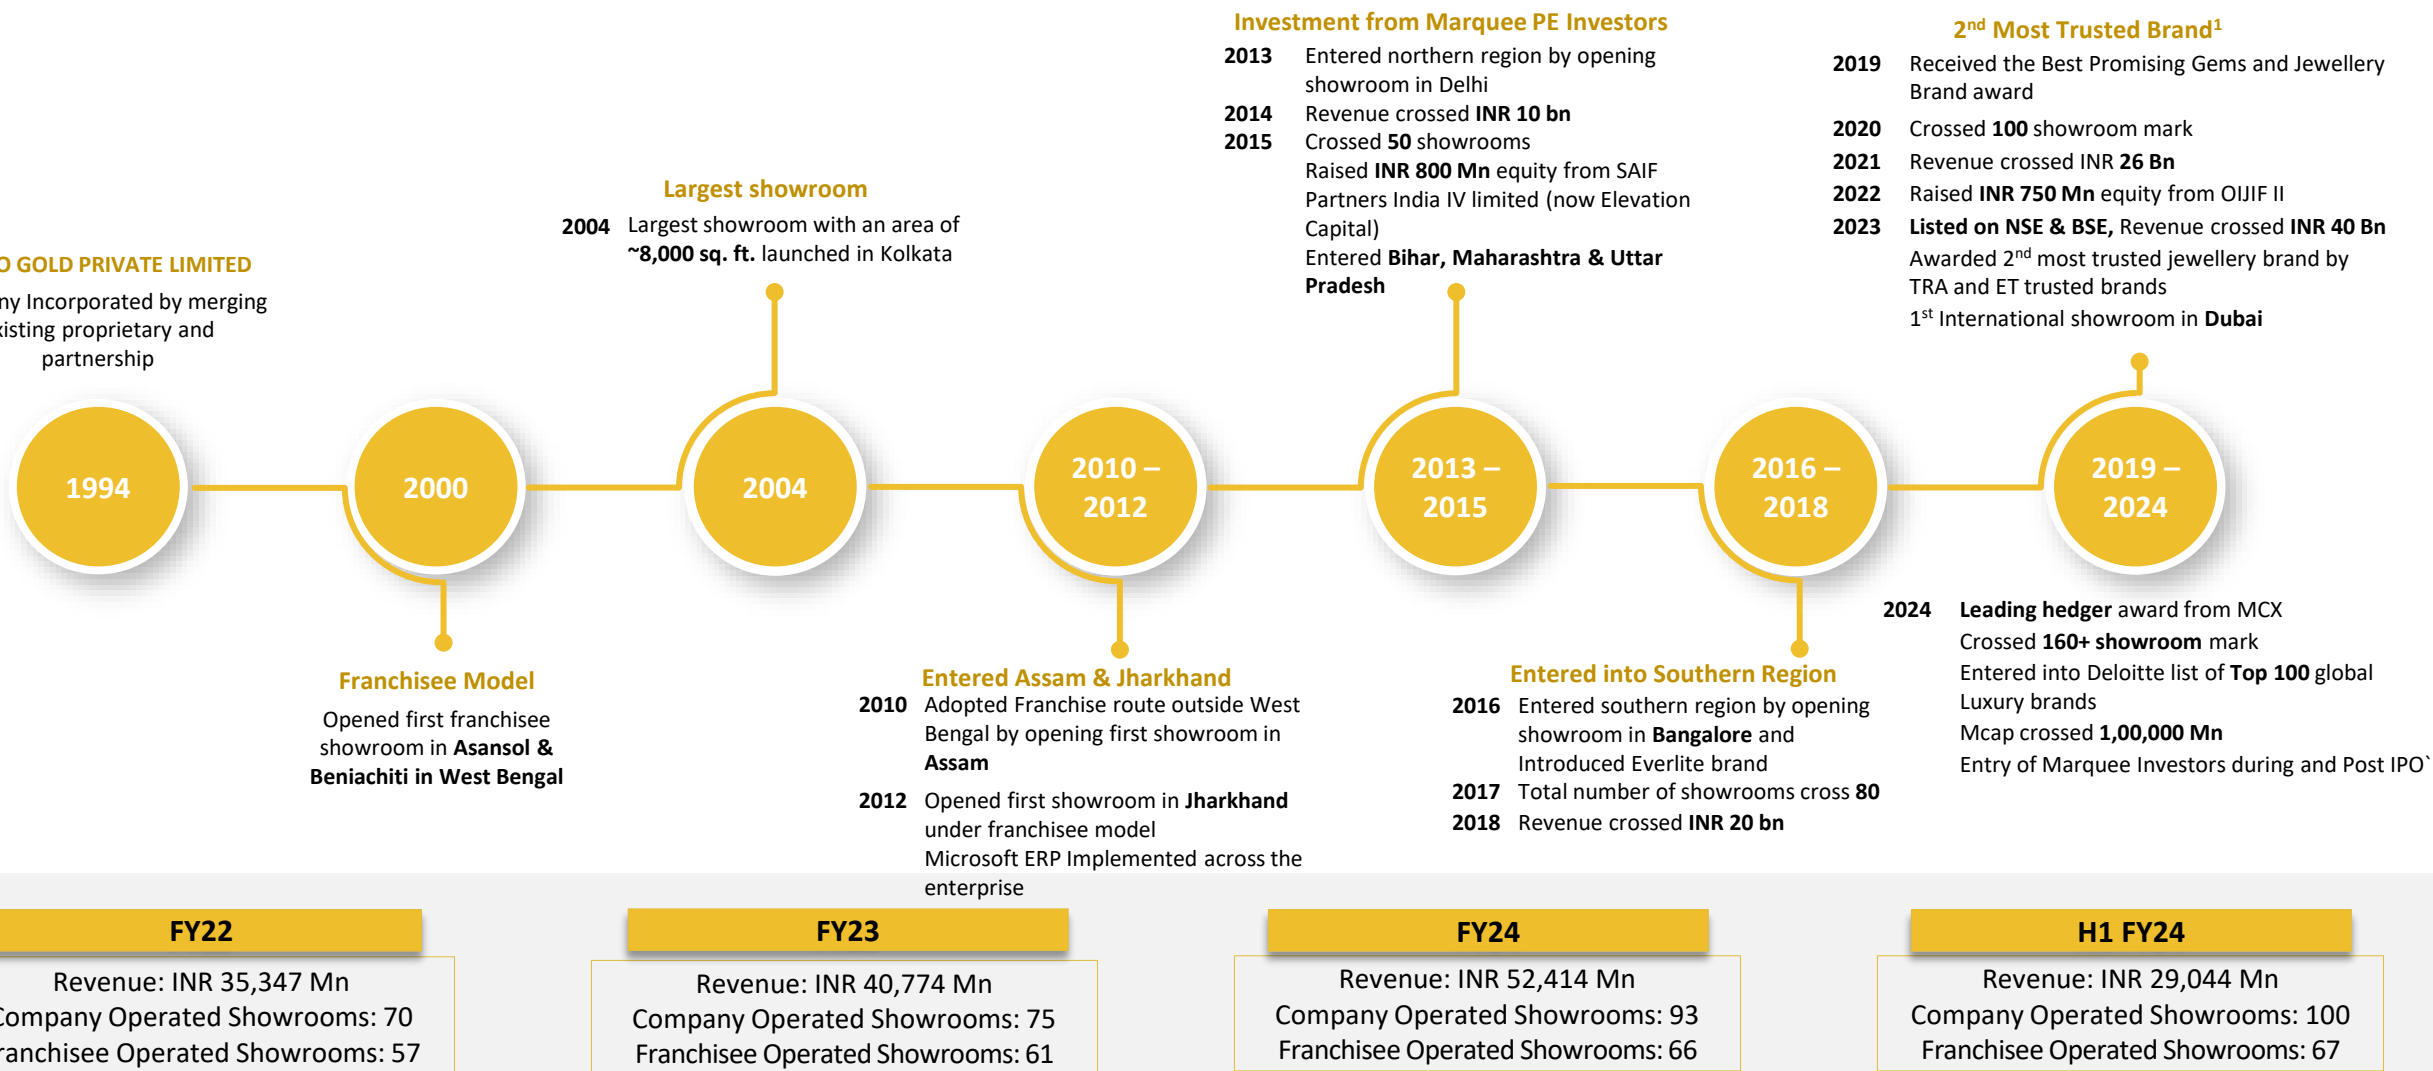 O GOLD PRIVATE LIMITED
ny Incorporated by merging
xisting proprietary and
partnership
1994
2000
Franchisee Model
Opened first franchisee
showroom in Asansol &
Beniachiti in West Bengal
Largest showroom
2004 Largest showroom with an area of
~8,000 sq. ft. launched in Kolkata
2004
2010 –
2012
Entered Assam & Jharkhand
2010 Adopted Franchise route outside West
Bengal by opening first showroom in
Assam
2012 Opened first showroom in Jharkhand
under franchisee model
Microsoft ERP Implemented across the
enterprise
Investment from Marquee PE Investors
2013 Entered northern region by opening
showroom in Delhi
2014 Revenue crossed INR 10 bn
2015 Crossed 50 showrooms
Raised INR 800 Mn equity from SAIF
Partners India IV limited (now Elevation
Capital)
Entered Bihar, Maharashtra & Uttar
Pradesh
2013 –
2015
2016 –
2018
Entered into Southern Region
2016 Entered southern region by opening
showroom in Bangalore and
Introduced Everlite brand
2017 Total number of showrooms cross 80
2018 Revenue crossed INR 20 bn
2nd Most Trusted Brand1
2019 Received the Best Promising Gems and Jewellery
Brand award
2020 Crossed 100 showroom mark
2021 Revenue crossed INR 26 Bn
2022 Raised INR 750 Mn equity from OIJIF II
2023 Listed on NSE & BSE, Revenue crossed INR 40 Bn
Awarded 2nd most trusted jewellery brand by
TRA and ET trusted brands
1st International showroom in Dubai
2019 –
2024
2024 Leading hedger award from MCX
Crossed 160+ showroom mark
Entered into Deloitte list of Top 100 global
Luxury brands
Mcap crossed 1,00,000 Mn
Entry of Marquee Investors during and Post IPO`
FY22
Revenue: INR 35,347 Mn
Company Operated Showrooms: 70
ranchisee Operated Showrooms: 57
FY23
Revenue: INR 40,774 Mn
Company Operated Showrooms: 75
Franchisee Operated Showrooms: 61
FY24
Revenue: INR 52,414 Mn
Company Operated Showrooms: 93
Franchisee Operated Showrooms: 66
H1 FY24
Revenue: INR 29,044 Mn
Company Operated Showrooms: 100
Franchisee Operated Showrooms: 67